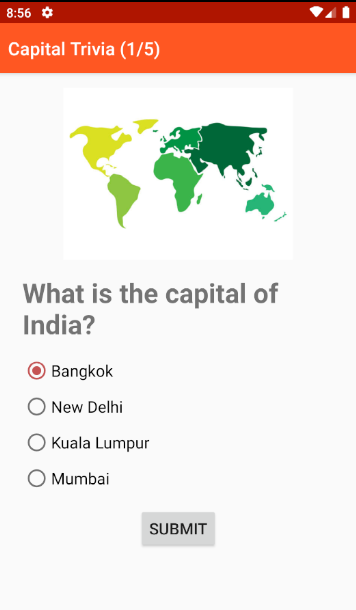 8:56
Capital Trivia (1/5)
What is the capital of
India?
Bangkok
New Delhi
Kuala Lumpur
Mumbai
SUBMIT